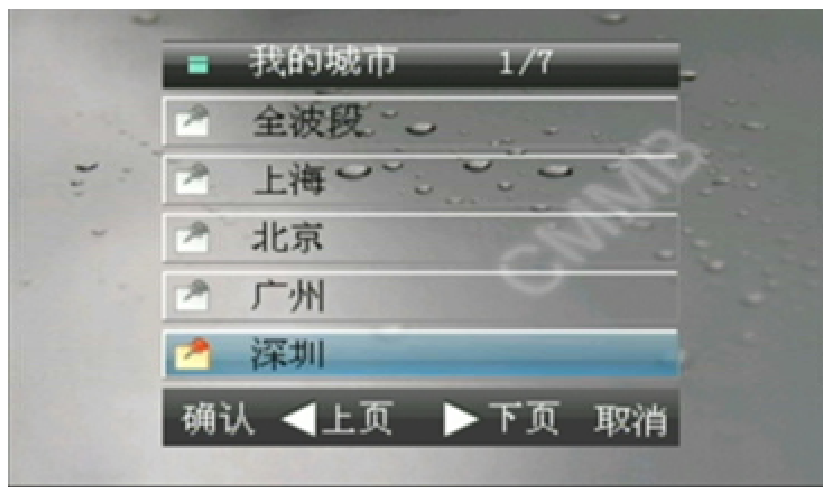 我的城市 1/7
全波段
上海
北京
广州
深圳
确认 ◀上页 ▶下页 取消
CMMB